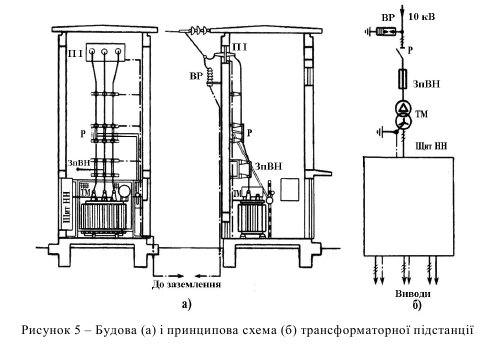 П І
ВР
Р
ЗпВН
ТМ
Щит НН
Р
ЗпВН
ТМ
До заземлення
а)
10 кВ
ВР
Р
ЗпВН
ТМ
Щит НН
Виводи
б)
Рисунок 5 – Будова (а) і принципова схема (б) трансформаторної підстанції